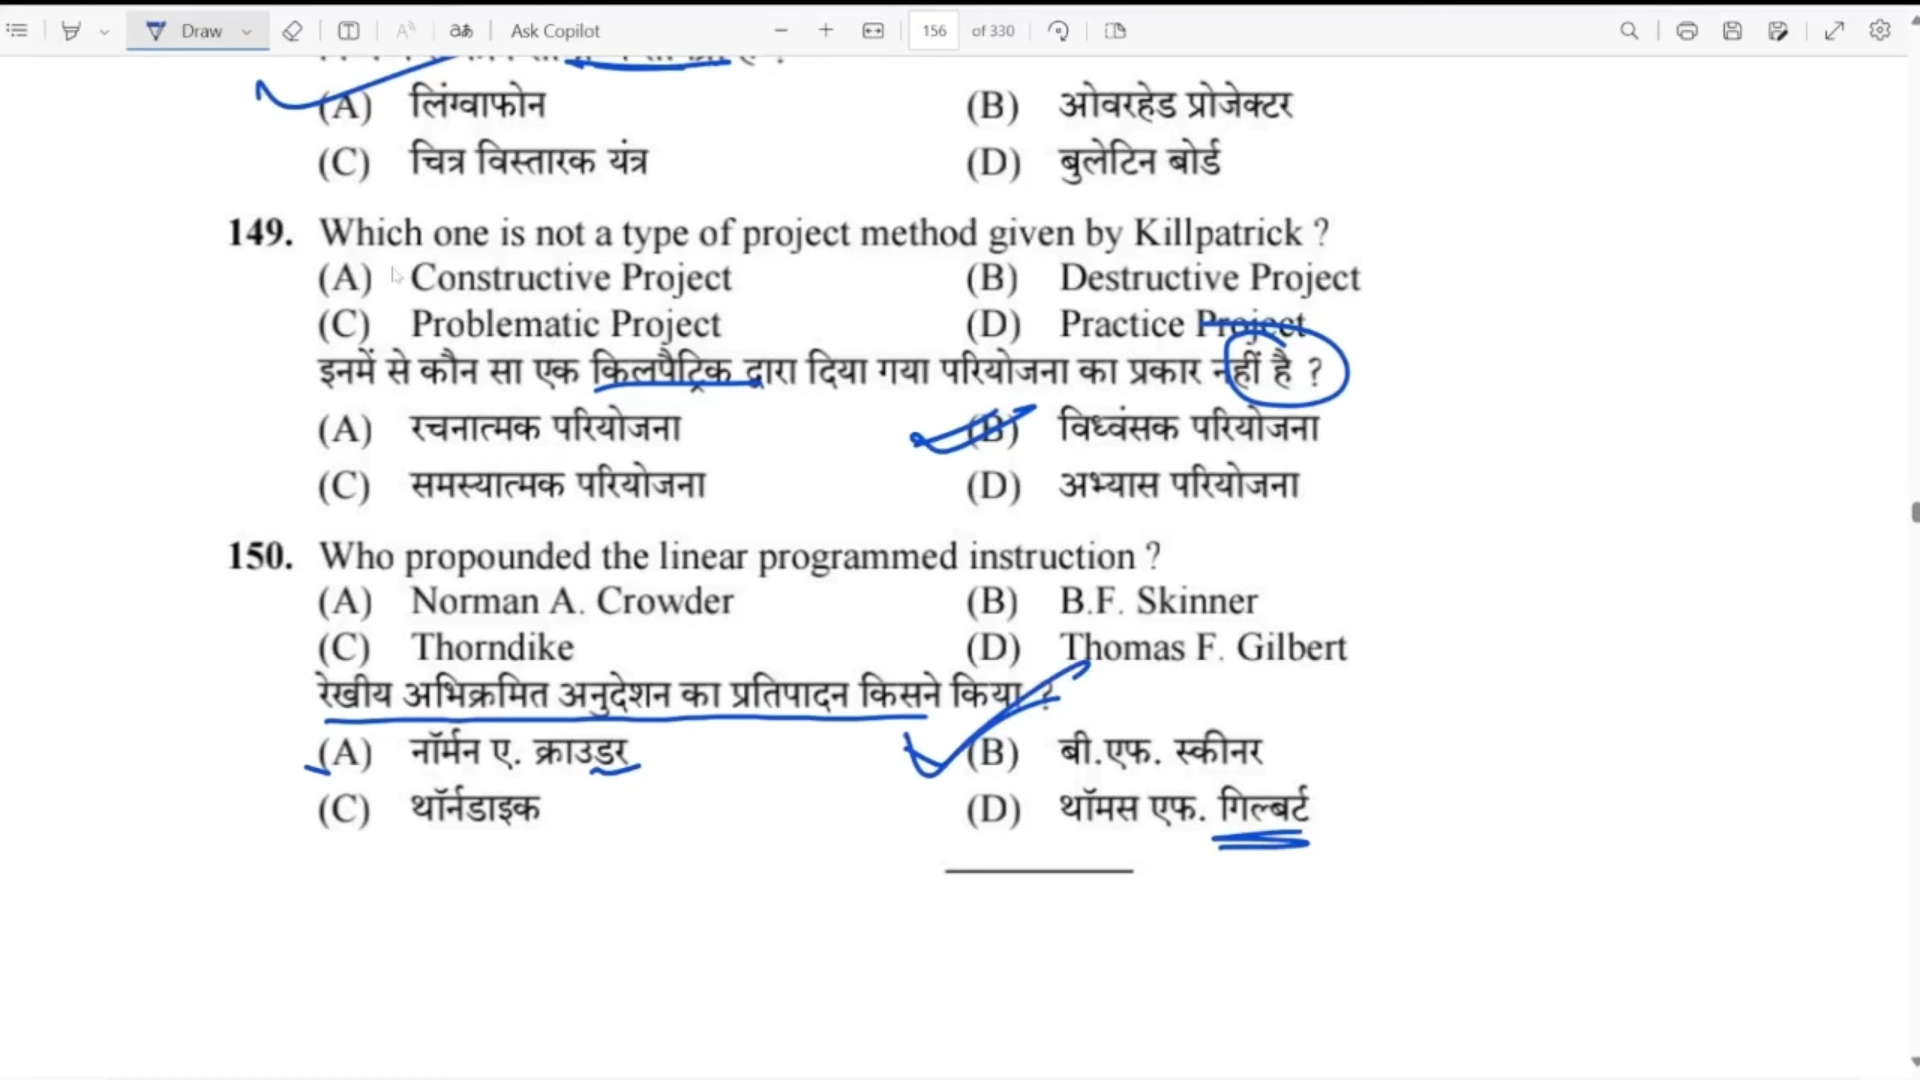 Draw
Ask Copilot
156 of 330
(A) लिंग्वाफोन (B) ओवरहेड प्रोजेक्टर
(C) चित्र विस्तारक यंत्र (D) बुलेटिन बोर्ड
149. Which one is not a type of project method given by Killpatrick ?
(A) Constructive Project (B) Destructive Project
(C) Problematic Project (D) Practice Project
इनमें से कौन सा एक किलपैट्रिक द्वारा दिया गया परियोजना का प्रकार नहीं है ?
(A) रचनात्मक परियोजना (B) विध्वंसक परियोजना
(C) समस्यात्मक परियोजना (D) अभ्यास परियोजना
150. Who propounded the linear programmed instruction ?
(A) Norman A. Crowder (B) B.F. Skinner
(C) Thorndike (D) Thomas F. Gilbert
रेखीय अभिक्रमित अनुदेशन का प्रतिपादन किसने किया ?
(A) नॉर्मन ए. क्राउडर (B) बी.एफ. स्कीनर
(C) थॉर्नडाइक (D) थॉमस एफ. गिल्बर्ट